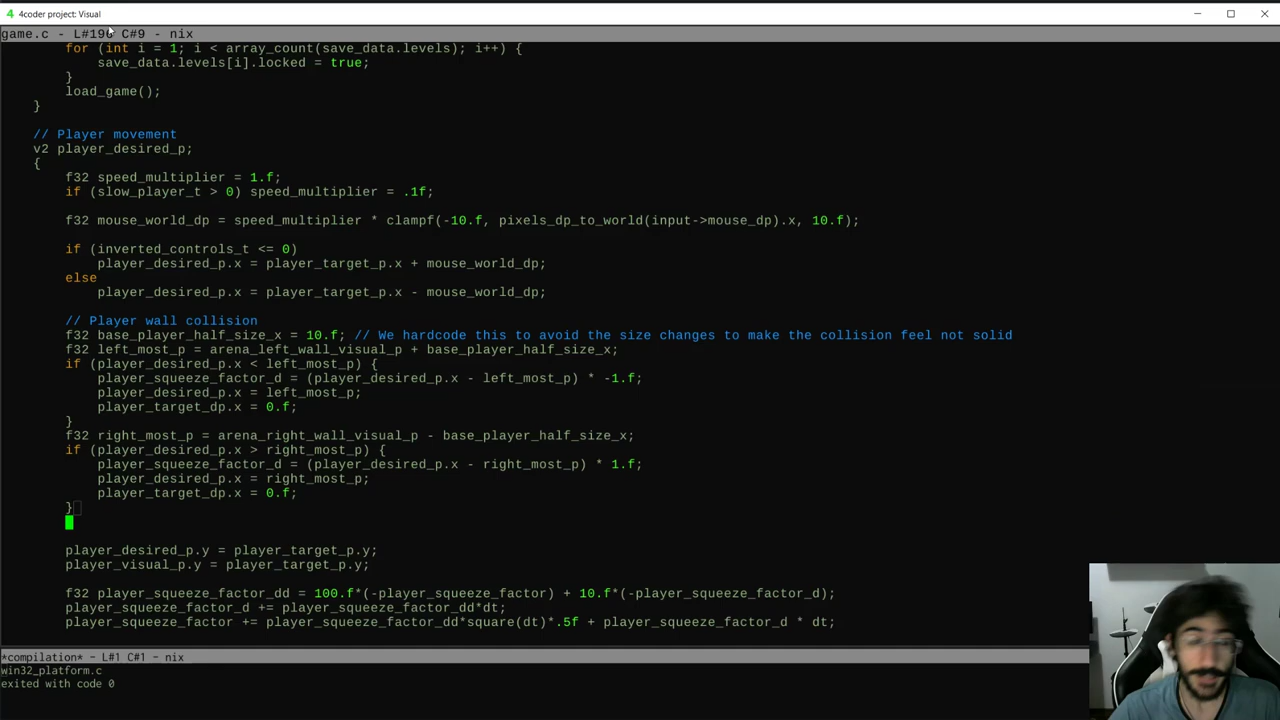 4 4coder project: Visual
game.c - L#196 C#9 - nix
for (int i = 1; i < array_count(save_data.levels); i++) {
save_data.levels[i].locked = true;
}
load_game();
}
// Player movement
v2 player_desired_p;
{
f32 speed_multiplier = 1.f;
if (slow_player_t > 0) speed_multiplier = .1f;
f32 mouse_world_dp = speed_multiplier * clampf(-10.f, pixels_dp_to_world(input->mouse_dp).x, 10.f);
if (inverted_controls_t <= 0)
player_desired_p.x = player_target_p.x + mouse_world_dp;
else
player_desired_p.x = player_target_p.x - mouse_world_dp;
// Player wall collision
f32 base_player_half_size_x = 10.f; // We hardcode this to avoid the size changes to make the collision feel not solid
f32 left_most_p = arena_left_wall_visual_p + base_player_half_size_x;
if (player_desired_p.x < left_most_p) {
player_squeeze_factor_d = (player_desired_p.x - left_most_p) * -1.f;
player_desired_p.x = left_most_p;
player_target_dp.x = 0.f;
}
f32 right_most_p = arena_right_wall_visual_p - base_player_half_size_x;
if (player_desired_p.x > right_most_p) {
player_squeeze_factor_d = (player_desired_p.x - right_most_p) * 1.f;
player_desired_p.x = right_most_p;
player_target_dp.x = 0.f;
}
player_desired_p.y = player_target_p.y;
player_visual_p.y = player_target_p.y;
f32 player_squeeze_factor_dd = 100.f*(-player_squeeze_factor) + 10.f*(-player_squeeze_factor_d);
player_squeeze_factor_d += player_squeeze_factor_dd*dt;
player_squeeze_factor += player_squeeze_factor_dd*square(dt)*.5f + player_squeeze_factor_d * dt;
*compilation* - L#1 C#1 - nix
win32_platform.c
exited with code 0